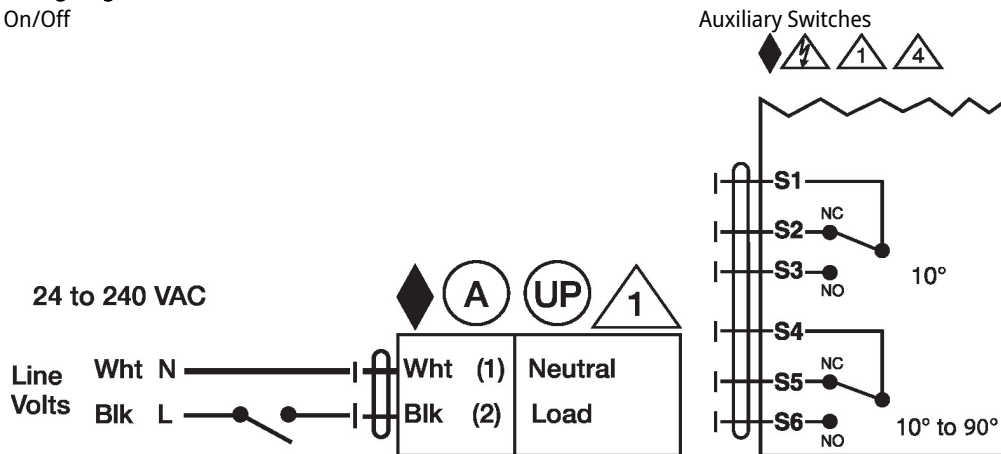 On/Off
Auxiliary Switches
1
4
S1
NC
S2
S3
NO
10°
S4
NC
S5
S6
NO
10° to 90°
24 to 240 VAC
A
UP
1
Line
Volts
Wht N
Wht (1) Neutral
Blk L
Blk (2) Load